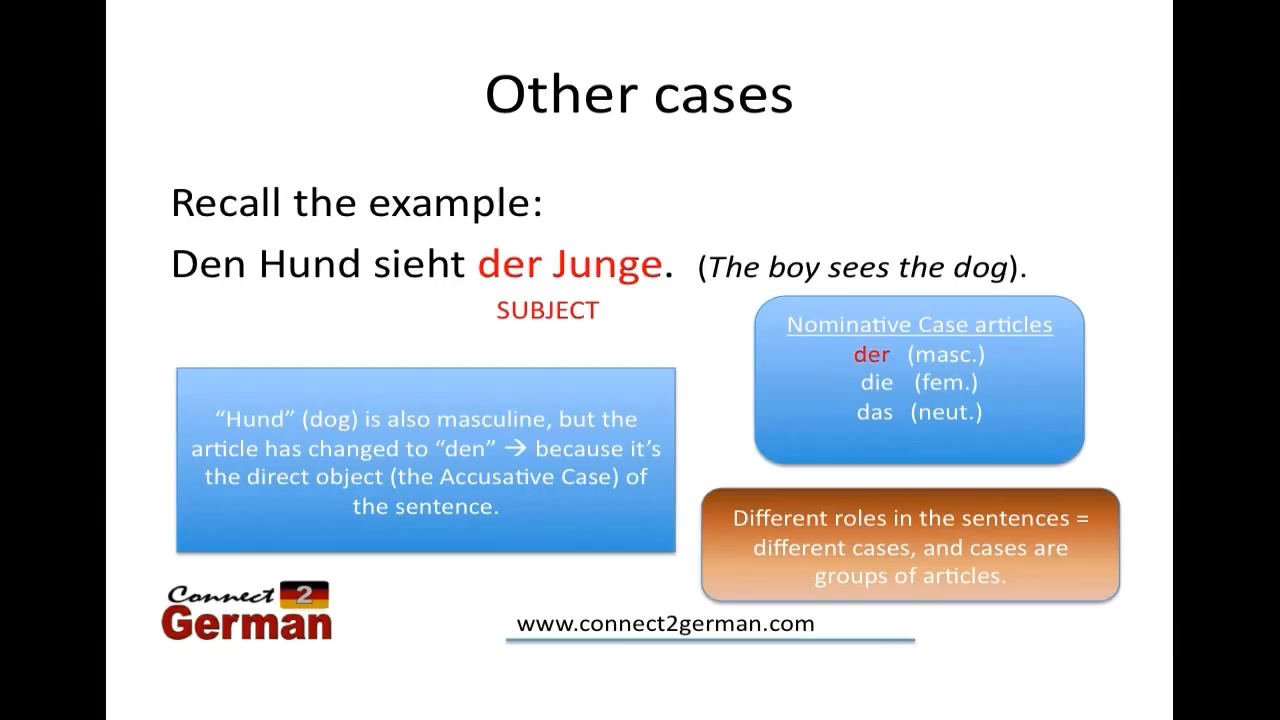 Other cases
Recall the example:
Den Hund sieht der Junge. (The boy sees the dog).
SUBJECT
Nominative Case articles
der (masc.)
die (fem.)
das (neut.)
“Hund” (dog) is also masculine, but the
article has changed to “den” → because it’s
the direct object (the Accusative Case) of
the sentence.
Different roles in the sentences =
different cases, and cases are
groups of articles.
Connect 2
German
www.connect2german.com